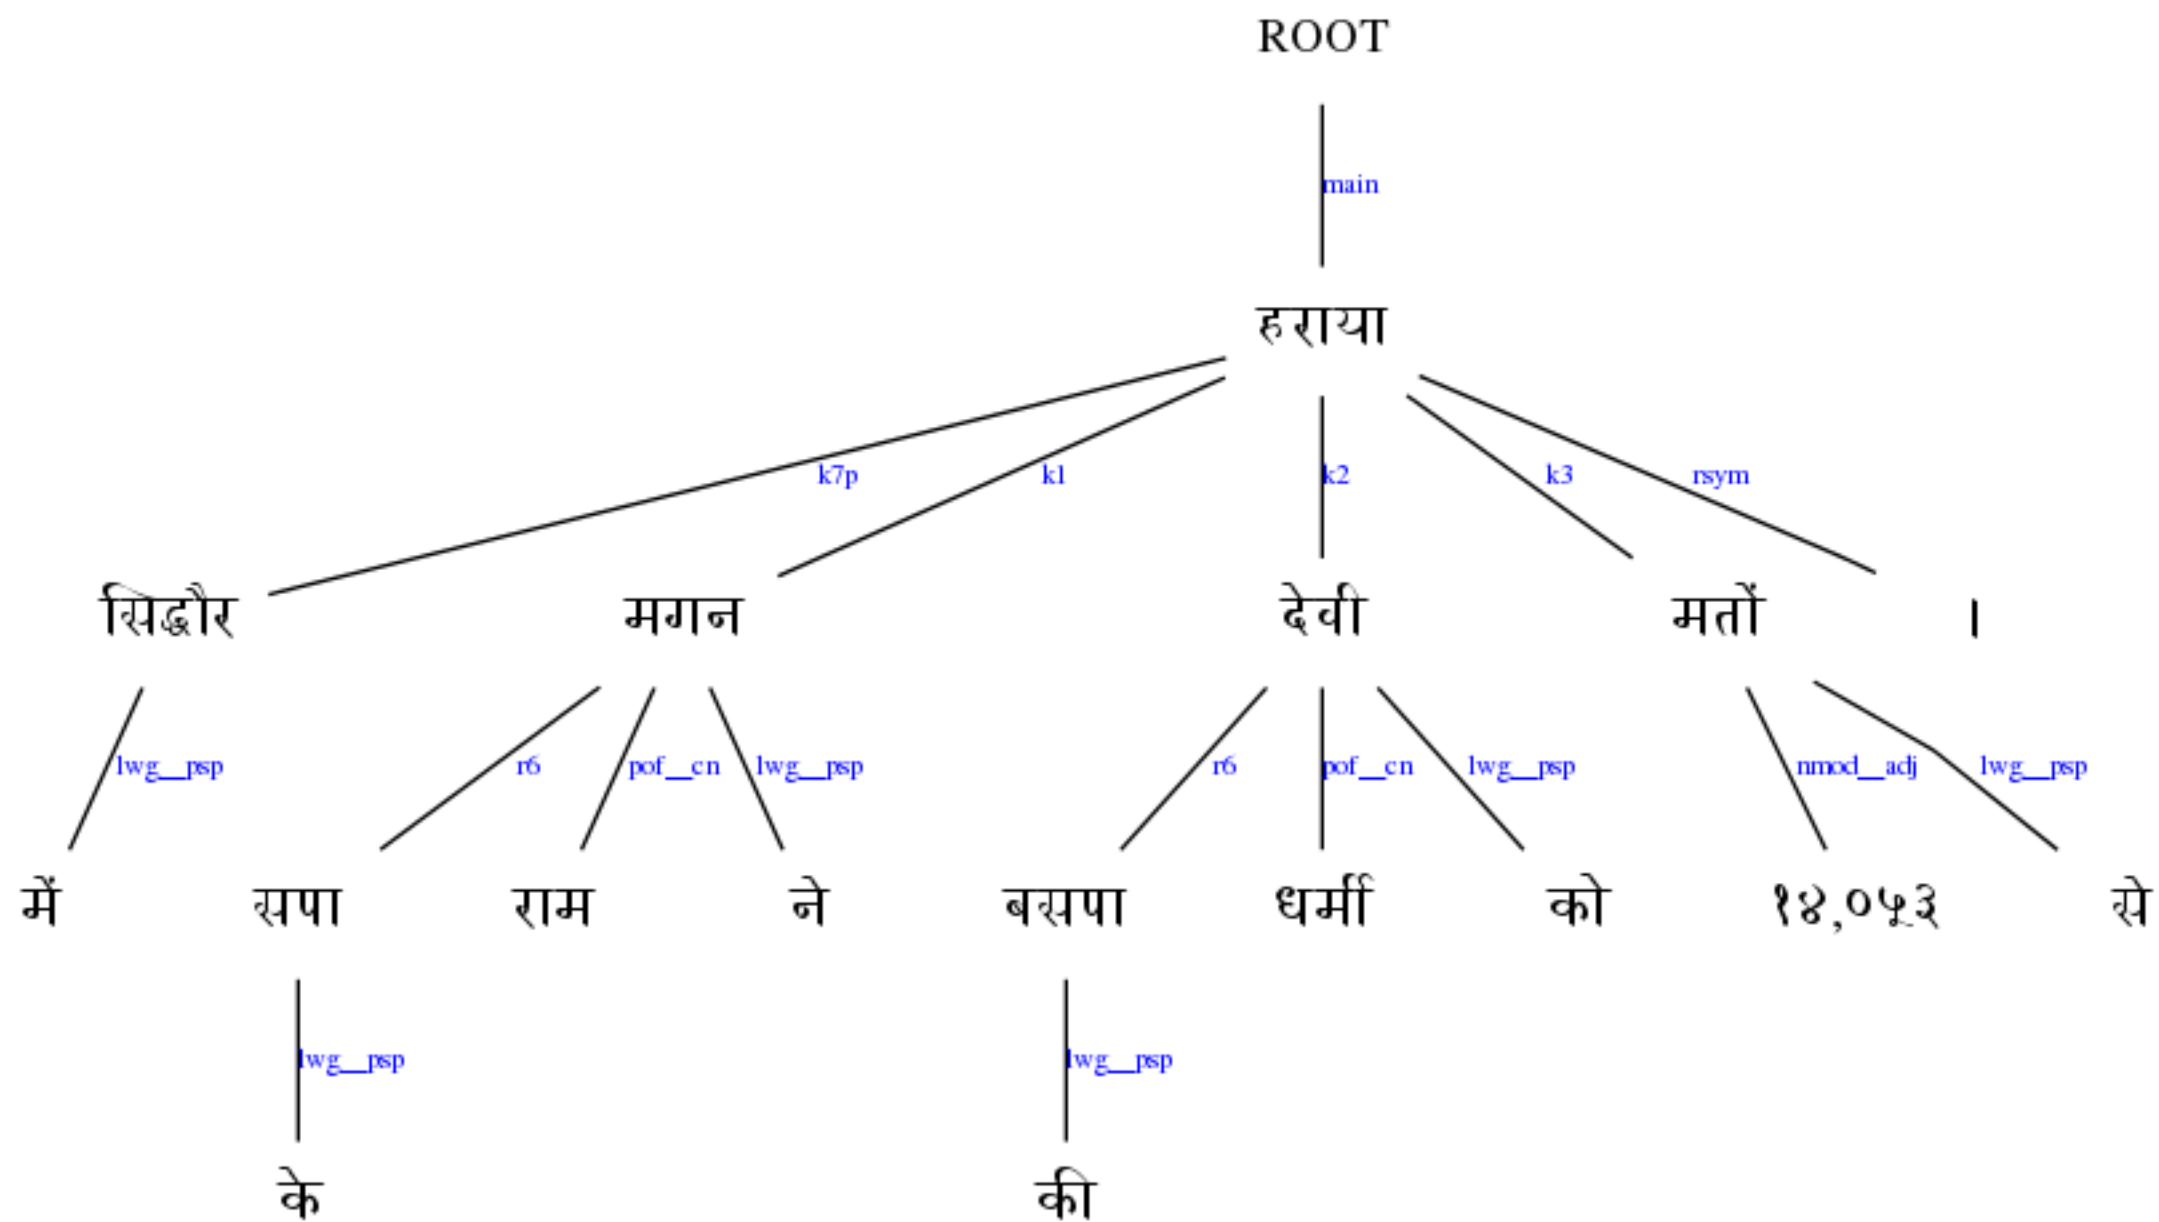 ROOT
main
हराया
k7p k1 k2 k3 rsym
सिद्धौर मगन देवी मतों ।
lwg__psp r6 pof__cn lwg__psp r6 pof__cn lwg__psp nmod__adj lwg__psp
में सपा राम ने बसपा धर्मी को १४,०५३ से
lwg__psp lwg__psp
के की